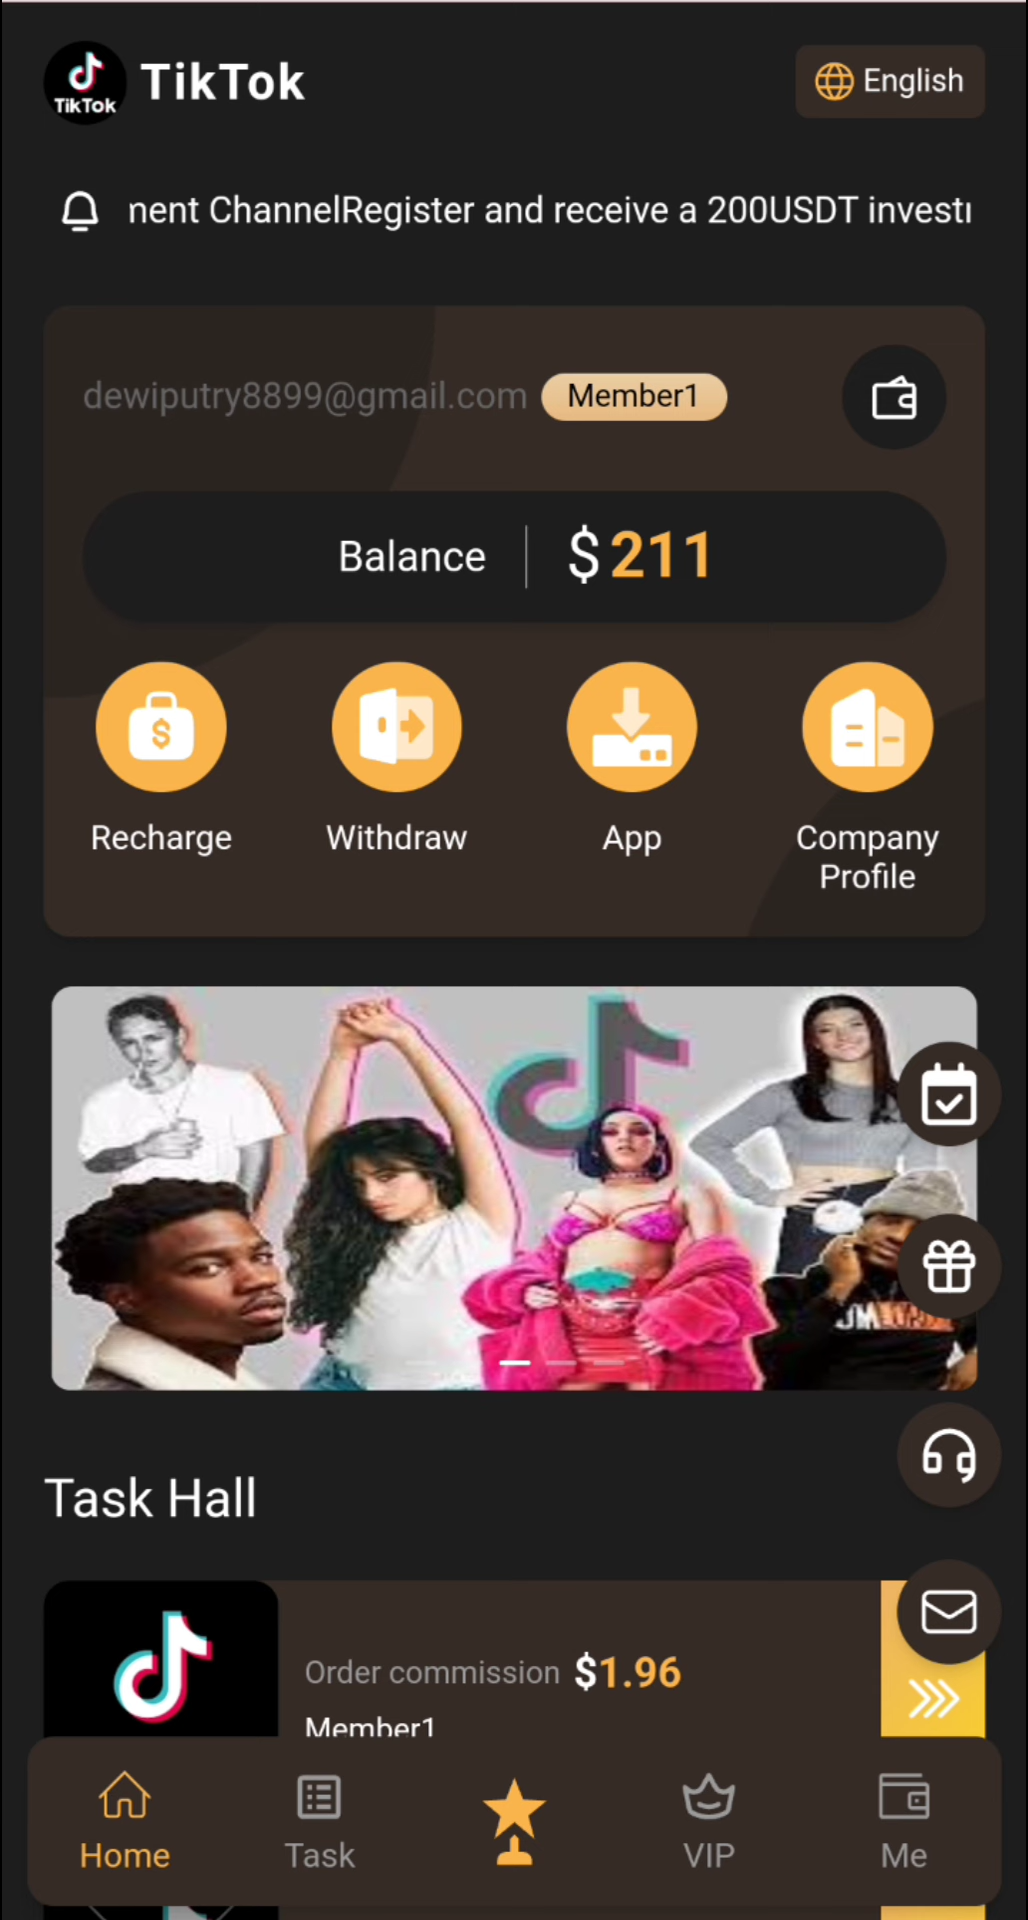 TikTok
TikTok
English
nent ChannelRegister and receive a 200USDT invest
dewiputry8899@gmail.com
Member1
Balance
$211
Recharge
Withdraw
App
Company
Profile
Task Hall
Order commission $1.96
Member1
Home
Task
VIP
Me